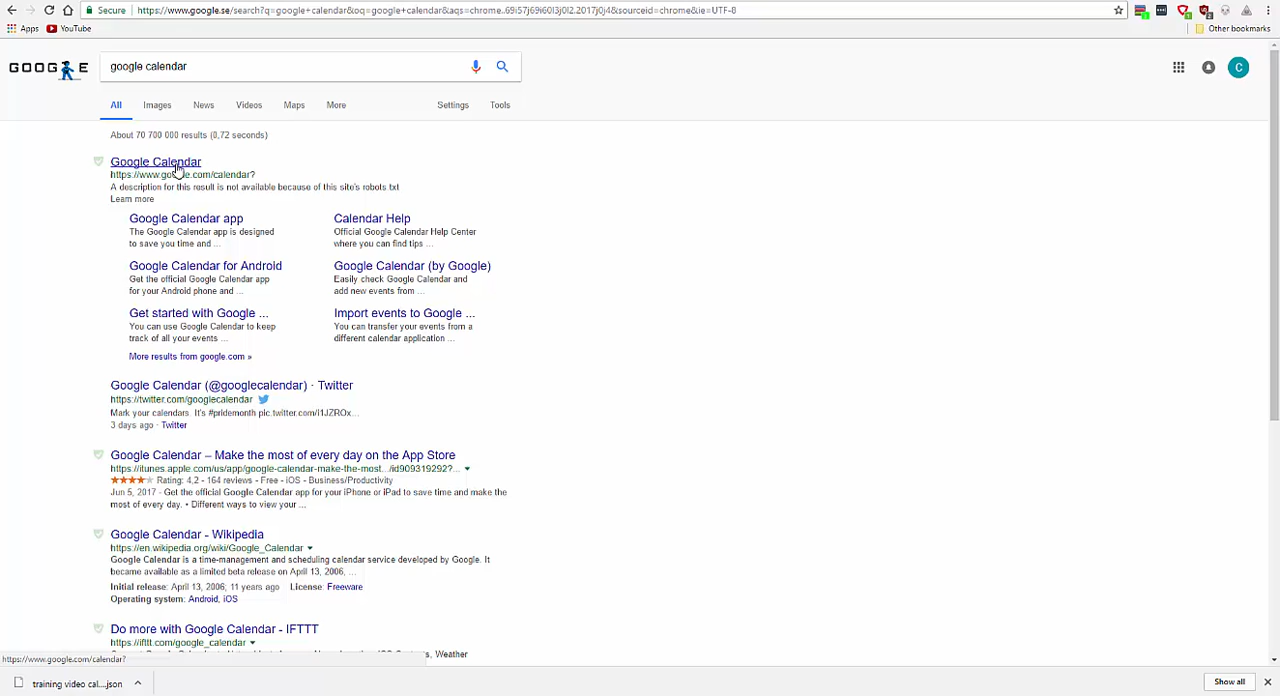 Secure https://www.google.se/search?q=google+calendar&oq=google+calendar&aqs=chrome..69i57j69i60l3j0l2.2017j0j4&sourceid=chrome&ie=UTF-8
Apps YouTube Other bookmarks
GOOG E google calendar C
All Images News Videos Maps More Settings Tools
About 70 700 000 results (0,72 seconds)
Google Calendar
https://www.google.com/calendar?
A description for this result is not available because of this site's robots.txt
Learn more
Google Calendar app Calendar Help
The Google Calendar app is designed Official Google Calendar Help Center
to save you time and ... where you can find tips ...
Google Calendar for Android Google Calendar (by Google)
Get the official Google Calendar app Easily check Google Calendar and
for your Android phone and ... add new events from ...
Get started with Google ... Import events to Google ...
You can use Google Calendar to keep You can transfer your events from a
track of all your events ... different calendar application ...
More results from google.com »
Google Calendar (@googlecalendar) · Twitter
https://twitter.com/googlecalendar
Mark your calendars. It's #pridemonth pic.twitter.com/I1JZROx...
3 days ago · Twitter
Google Calendar – Make the most of every day on the App Store
https://itunes.apple.com/us/app/google-calendar-make-the-most.../id909319292?...
Rating: 4,2 - 164 reviews - Free - iOS - Business/Productivity
Jun 5, 2017 - Get the official Google Calendar app for your iPhone or iPad to save time and make the
most of every day. • Different ways to view your ...
Google Calendar - Wikipedia
https://en.wikipedia.org/wiki/Google_Calendar
Google Calendar is a time-management and scheduling calendar service developed by Google. It
became available as a limited beta release on April 13, 2006, ...
Initial release: April 13, 2006; 11 years ago License: Freeware
Operating system: Android, iOS
Do more with Google Calendar - IFTTT
https://ifttt.com/google_calendar
Weather
https://www.google.com/calendar?
training video cal....json Show all